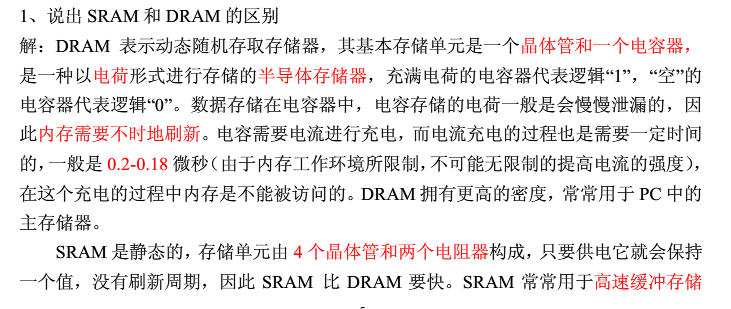 1、说出 SRAM 和 DRAM 的区别
解：DRAM 表示动态随机存取存储器，其基本存储单元是一个晶体管和一个电容器，
是一种以电荷形式进行存储的半导体存储器，充满电荷的电容器代表逻辑“1”，“空”的
电容器代表逻辑“0”。数据存储在电容器中，电容存储的电荷一般是会慢慢泄漏的，因
此内存需要不时地刷新。电容需要电流进行充电，而电流充电的过程也是需要一定时间
的，一般是 0.2-0.18 微秒（由于内存工作环境所限制，不可能无限制的提高电流的强度），
在这个充电的过程中内存是不能被访问的。DRAM 拥有更高的密度，常常用于 PC 中的
主存储器。
SRAM 是静态的，存储单元由 4 个晶体管和两个电阻器构成，只要供电它就会保持
一个值，没有刷新周期，因此 SRAM 比 DRAM 要快。SRAM 常常用于高速缓冲存储